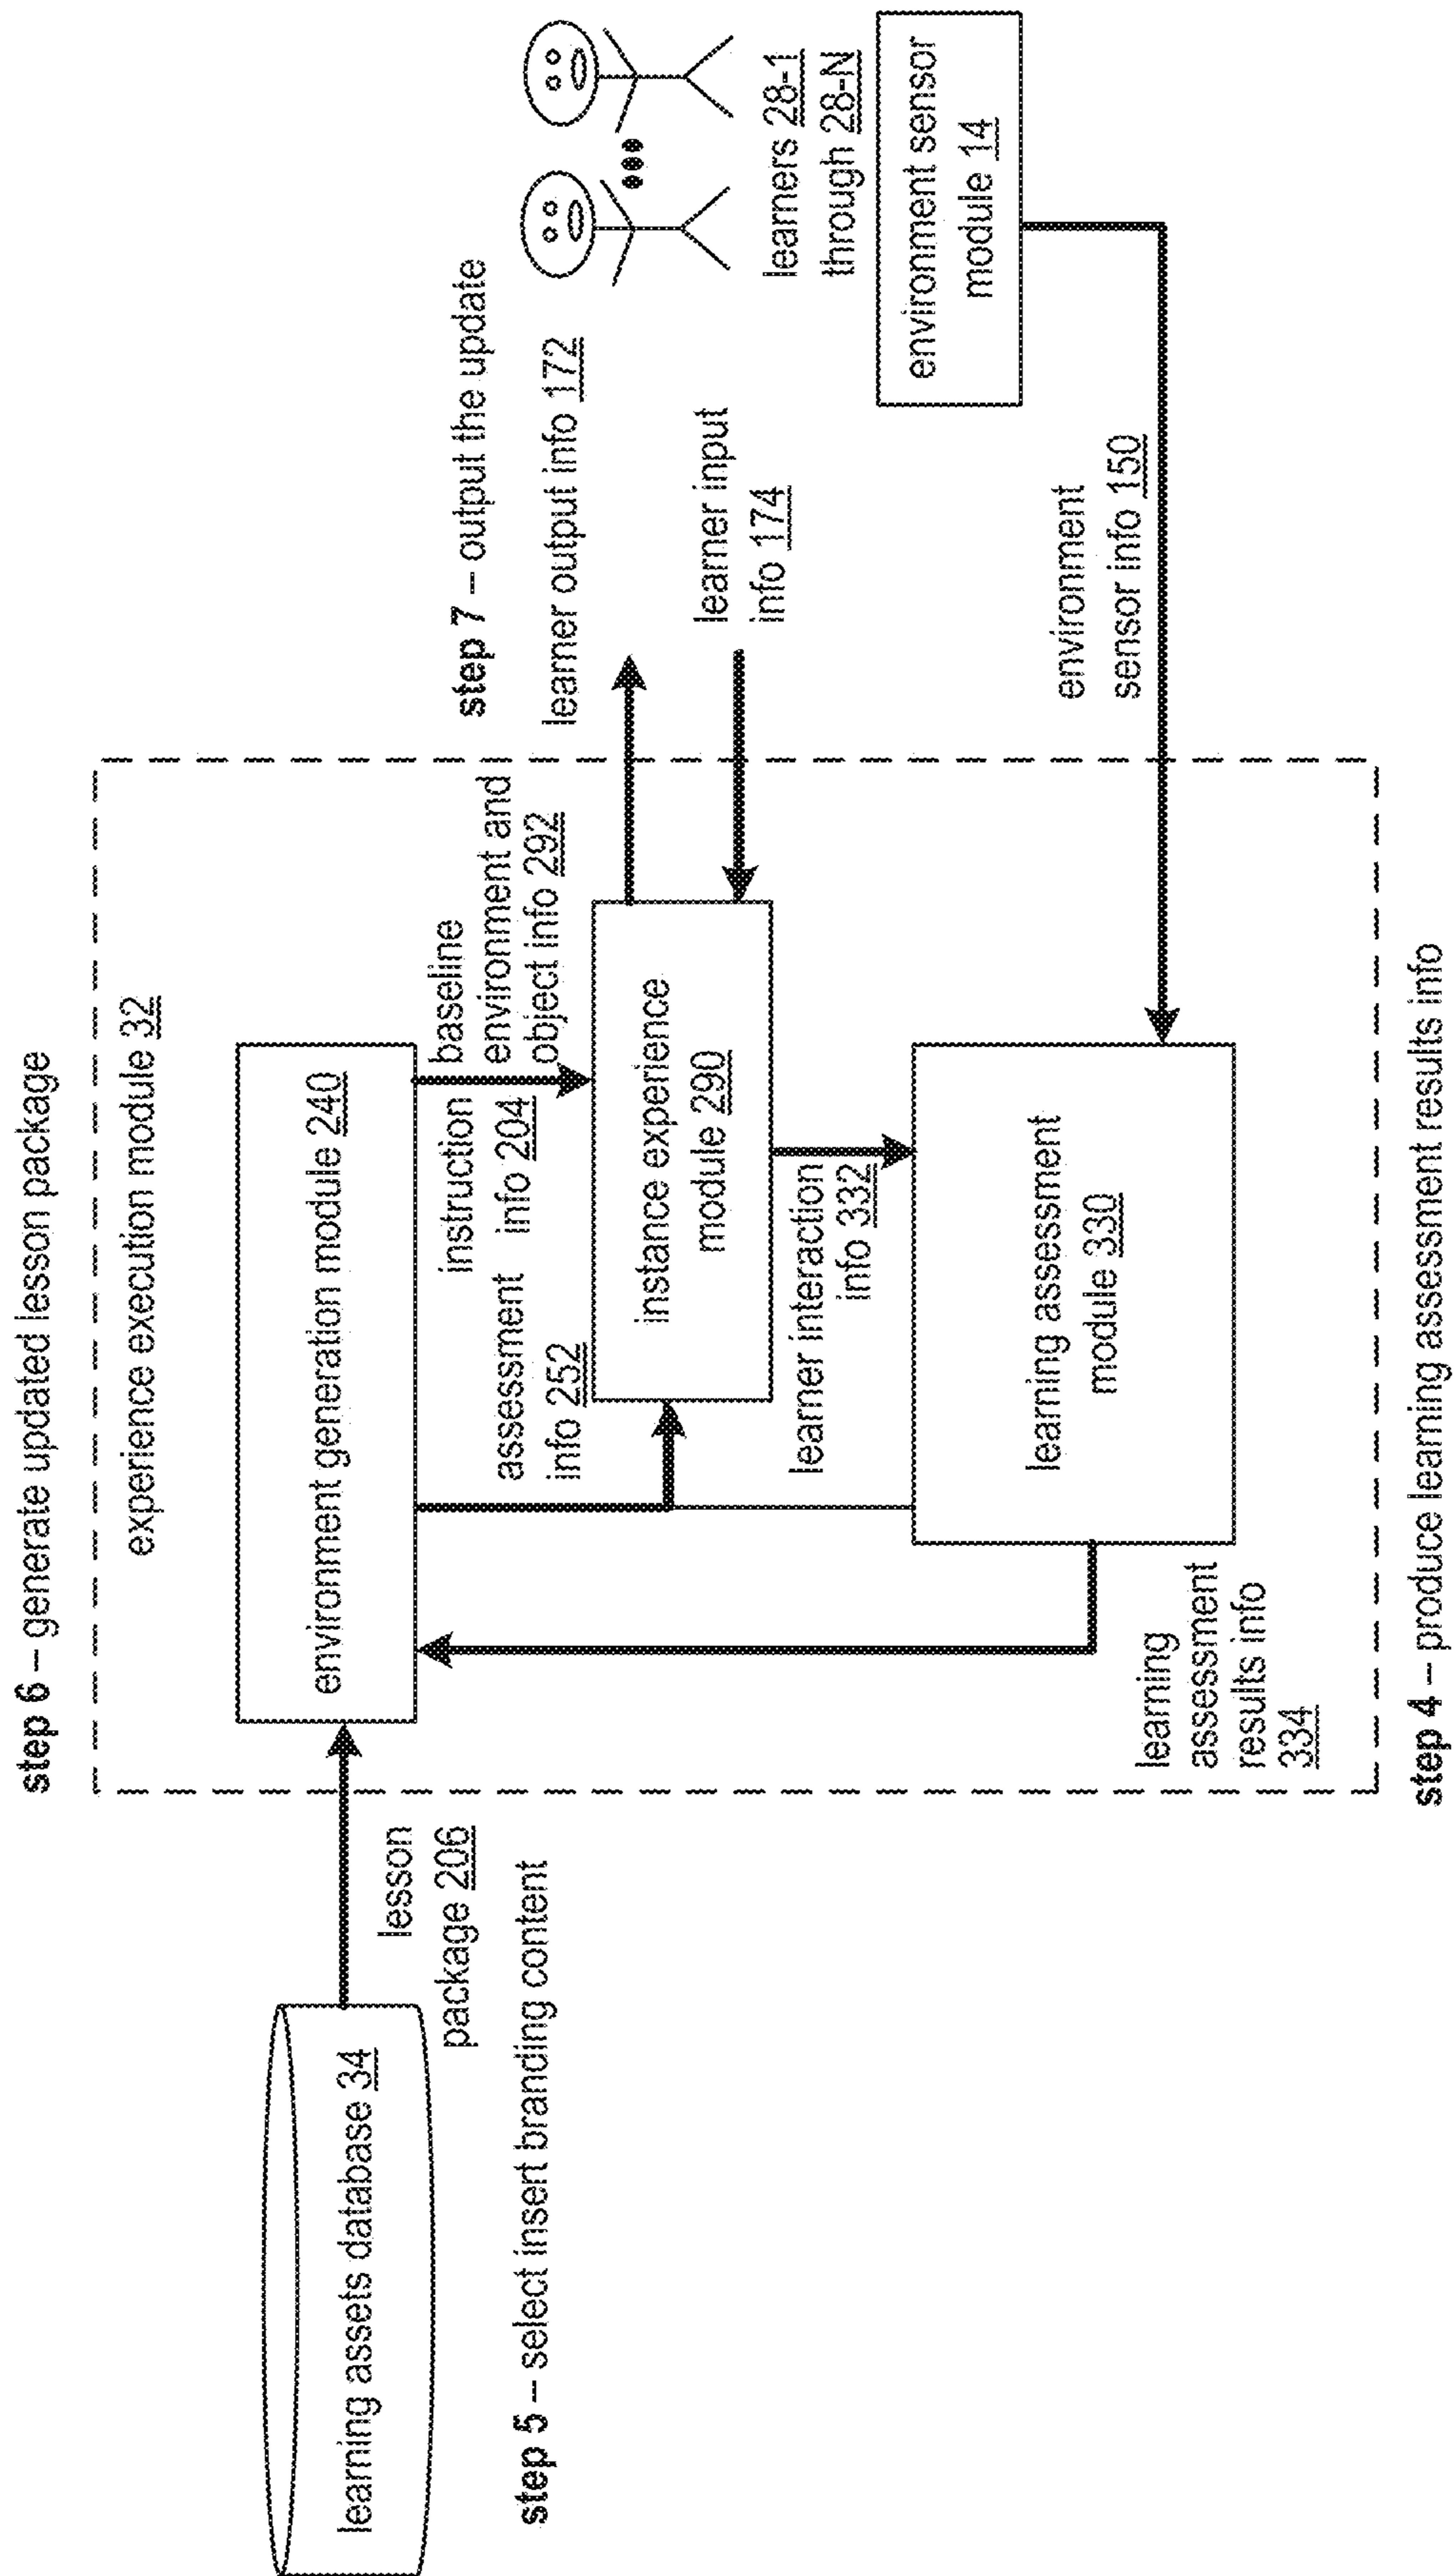 step 6 – generate updated lesson package
experience execution module 32
learning assets database 34
lesson
package 206
step 5 – select insert branding content
environment generation module 240
baseline
environment and
object info 292
instruction
info 204
assessment
info 252
instance experience
module 290
learner interaction
info 332
learning assessment
module 330
learning
assessment
results info
334
step 7 – output the update
learner output info 172
learner input
info 174
learners 28-1
through 28-N
environment sensor
module 14
environment
sensor info 150
step 4 – produce learning assessment results info